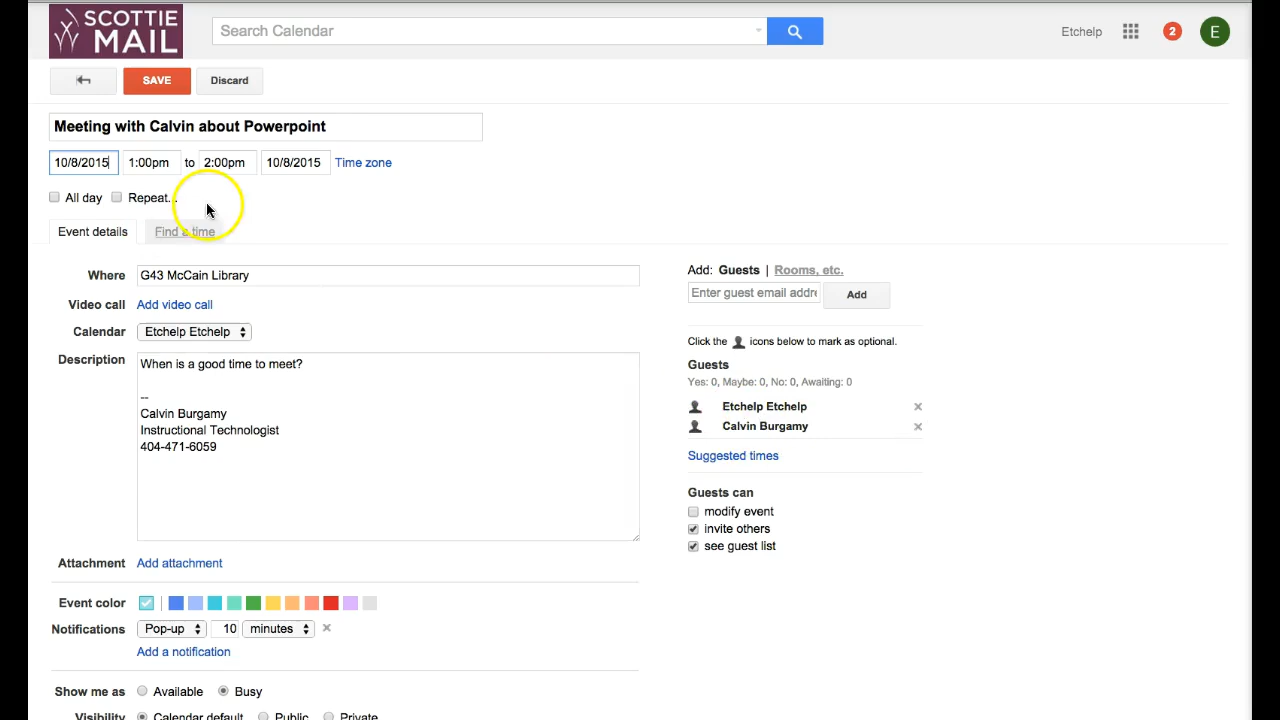 SCOTTIE
MAIL
Search Calendar
Etchelp 2 E
SAVE Discard
Meeting with Calvin about Powerpoint
10/8/2015 1:00pm to 2:00pm 10/8/2015 Time zone
All day Repeat...
Event details Find a time
Where G43 McCain Library
Video call Add video call
Calendar Etchelp Etchelp
Description When is a good time to meet?
--
Calvin Burgamy
Instructional Technologist
404-471-6059
Attachment Add attachment
Event color
Notifications Pop-up 10 minutes
Add a notification
Show me as Available Busy
Visibility Calendar default Public Private
Add: Guests | Rooms, etc.
Enter guest email addre Add
Click the icons below to mark as optional.
Guests
Yes: 0, Maybe: 0, No: 0, Awaiting: 0
Etchelp Etchelp
Calvin Burgamy
Suggested times
Guests can
modify event
invite others
see guest list